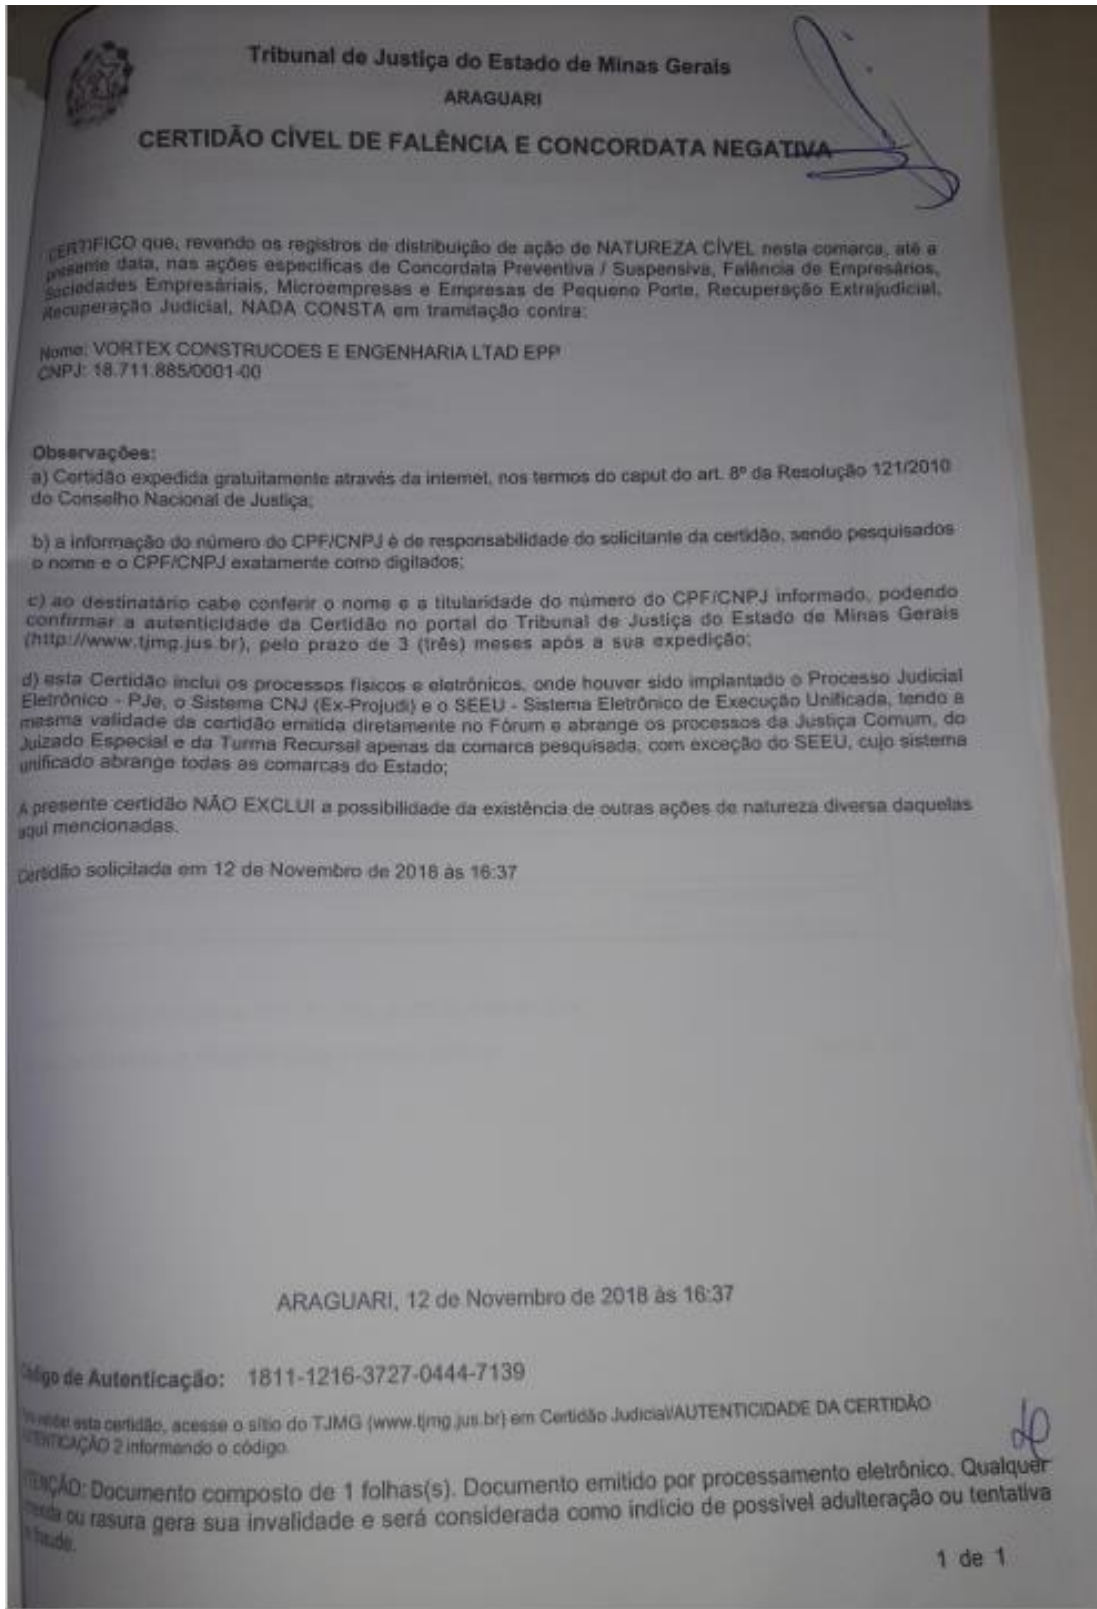 Tribunal de Justiça do Estado de Minas Gerais
ARAGUARI
CERTIDÃO CÍVEL DE FALÊNCIA E CONCORDATA NEGATIVA
CERTIFICO que, revendo os registros de distribuição de ação de NATUREZA CÍVEL nesta comarca, até a
presente data, nas ações específicas de Concordata Preventiva / Suspensiva, Falência de Empresários,
Sociedades Empresáriais, Microempresas e Empresas de Pequeno Porte, Recuperação Extrajudicial,
Recuperação Judicial, NADA CONSTA em tramitação contra:
Nome: VORTEX CONSTRUCOES E ENGENHARIA LTAD EPP
CNPJ: 18.711.885/0001-00
Observações:
a) Certidão expedida gratuitamente através da internet, nos termos do caput do art. 8º da Resolução 121/2010
do Conselho Nacional de Justiça;
b) a informação do número do CPF/CNPJ é de responsabilidade do solicitante da certidão, sendo pesquisados
o nome e o CPF/CNPJ exatamente como digitados;
c) ao destinatário cabe conferir o nome e a titularidade do número do CPF/CNPJ informado, podendo
confirmar a autenticidade da Certidão no portal do Tribunal de Justiça do Estado de Minas Gerais
(http://www.tjmg.jus.br), pelo prazo de 3 (três) meses após a sua expedição;
d) esta Certidão inclui os processos físicos e eletrônicos, onde houver sido implantado o Processo Judicial
Eletrônico - PJe, o Sistema CNJ (Ex-Projudi) e o SEEU - Sistema Eletrônico de Execução Unificada, tendo a
mesma validade da certidão emitida diretamente no Fórum e abrange os processos da Justiça Comum, do
Juizado Especial e da Turma Recursal apenas da comarca pesquisada, com exceção do SEEU, cujo sistema
unificado abrange todas as comarcas do Estado;
A presente certidão NÃO EXCLUI a possibilidade da existência de outras ações de natureza diversa daquelas
aqui mencionadas.
Certidão solicitada em 12 de Novembro de 2018 às 16:37
ARAGUARI, 12 de Novembro de 2018 às 16:37
de Autenticação: 1811-1216-3727-0444-7139
esta certidão, acesse o sítio do TJMG (www.tjmg.jus.br) em Certidão Judicial/AUTENTICIDADE DA CERTIDÃO
2 informando o código.
Documento composto de 1 folhas(s). Documento emitido por processamento eletrônico. Qualquer
ou rasura gera sua invalidade e será considerada como indício de possível adulteração ou tentativa
fraude.
1 de 1